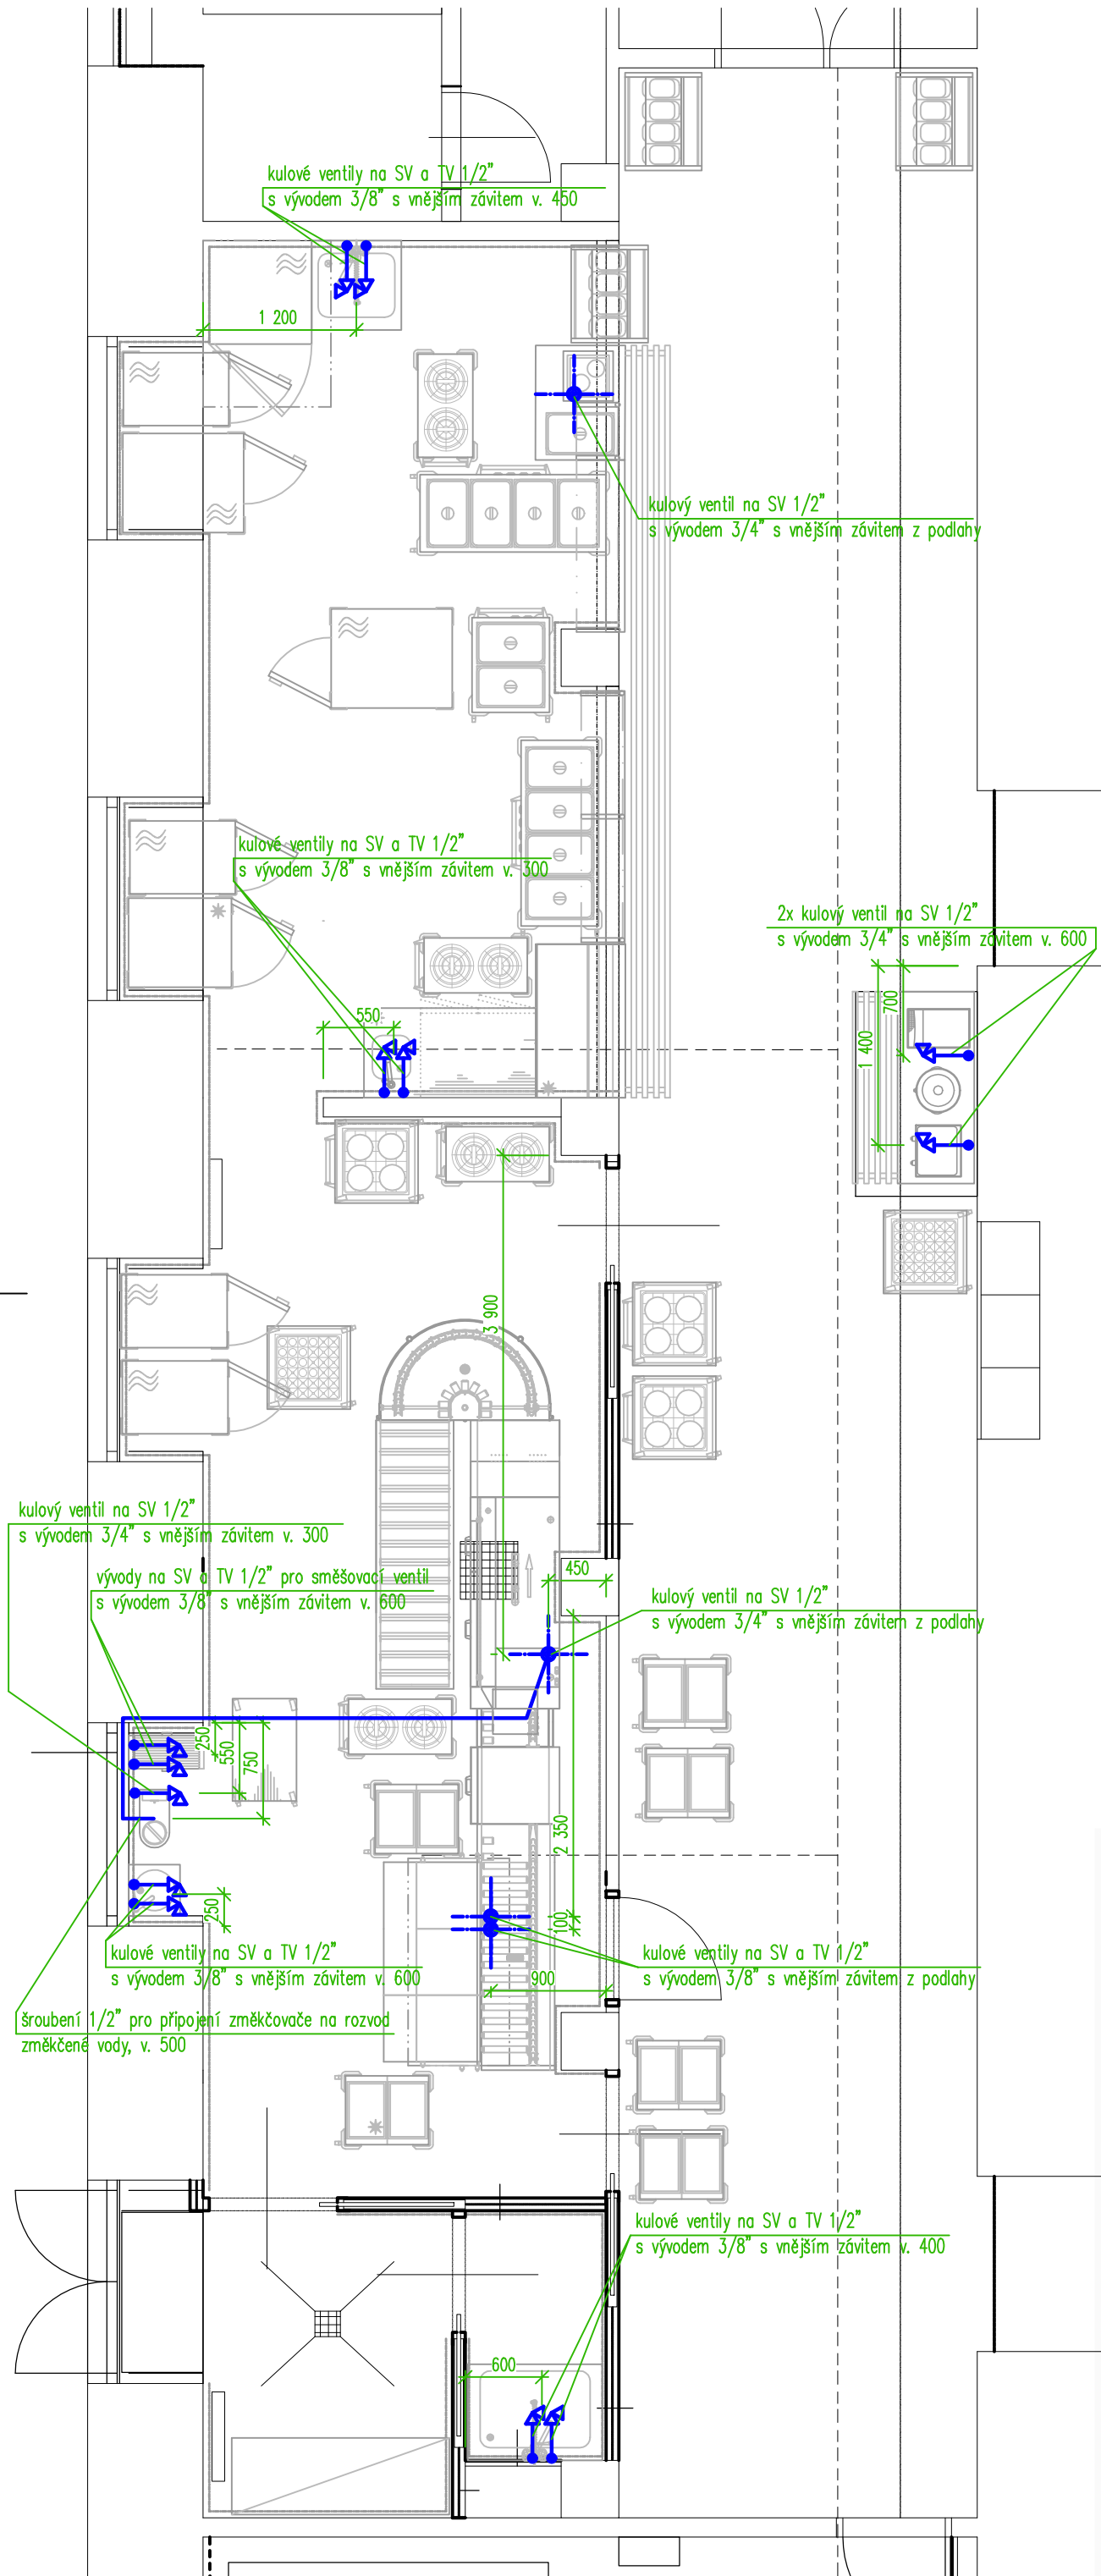 kulové ventily na SV a TV 1/2"
s vývodem 3/8" s vnějším závitem v. 450
1 200
kulový ventil na SV 1/2"
s vývodem 3/4" s vnějším závitem z podlahy
kulové ventily na SV a TV 1/2"
s vývodem 3/8" s vnějším závitem v. 300
2x kulový ventil na SV 1/2"
s vývodem 3/4" s vnějším závitem v. 600
700
1 400
550
3 900
kulový ventil na SV 1/2"
s vývodem 3/4" s vnějším závitem v. 300
vývody na SV a TV 1/2" pro směšovací ventil
s vývodem 3/8" s vnějším závitem v. 600
450
kulový ventil na SV 1/2"
s vývodem 3/4" s vnějším závitem z podlahy
250
550
750
2 350
100
250
kulové ventily na SV a TV 1/2"
s vývodem 3/8" s vnějším závitem v. 600
kulové ventily na SV a TV 1/2"
s vývodem 3/8" s vnějším závitem z podlahy
900
šroubení 1/2" pro připojení změkčovače na rozvod
změkčené vody, v. 500
kulové ventily na SV a TV 1/2"
s vývodem 3/8" s vnějším závitem v. 400
600